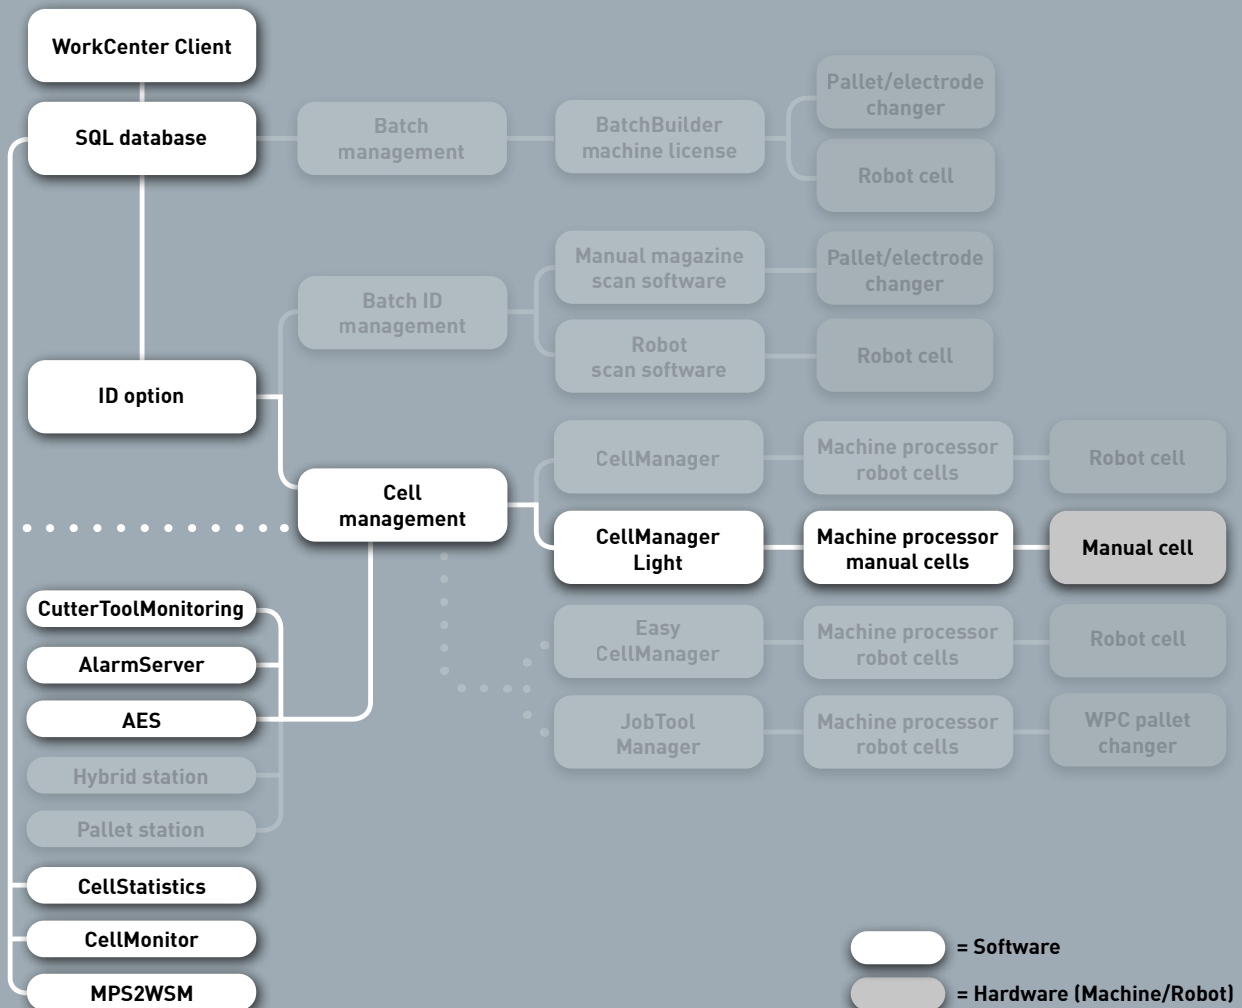 WorkCenter Client
SQL database
Batch
management
BatchBuilder
machine license
Pallet/electrode
changer
Robot cell
Manual magazine
scan software
Pallet/electrode
changer
Batch ID
management
Robot
scan software
Robot cell
ID option
CellManager
Machine processor
robot cells
Robot cell
Cell
management
CellManager
Light
Machine processor
manual cells
Manual cell
Easy
CellManager
Machine processor
robot cells
Robot cell
JobTool
Manager
Machine processor
robot cells
WPC pallet
changer
CutterToolMonitoring
AlarmServer
AES
Hybrid station
Pallet station
CellStatistics
CellMonitor
MPS2WSM
= Software
= Hardware (Machine/Robot)